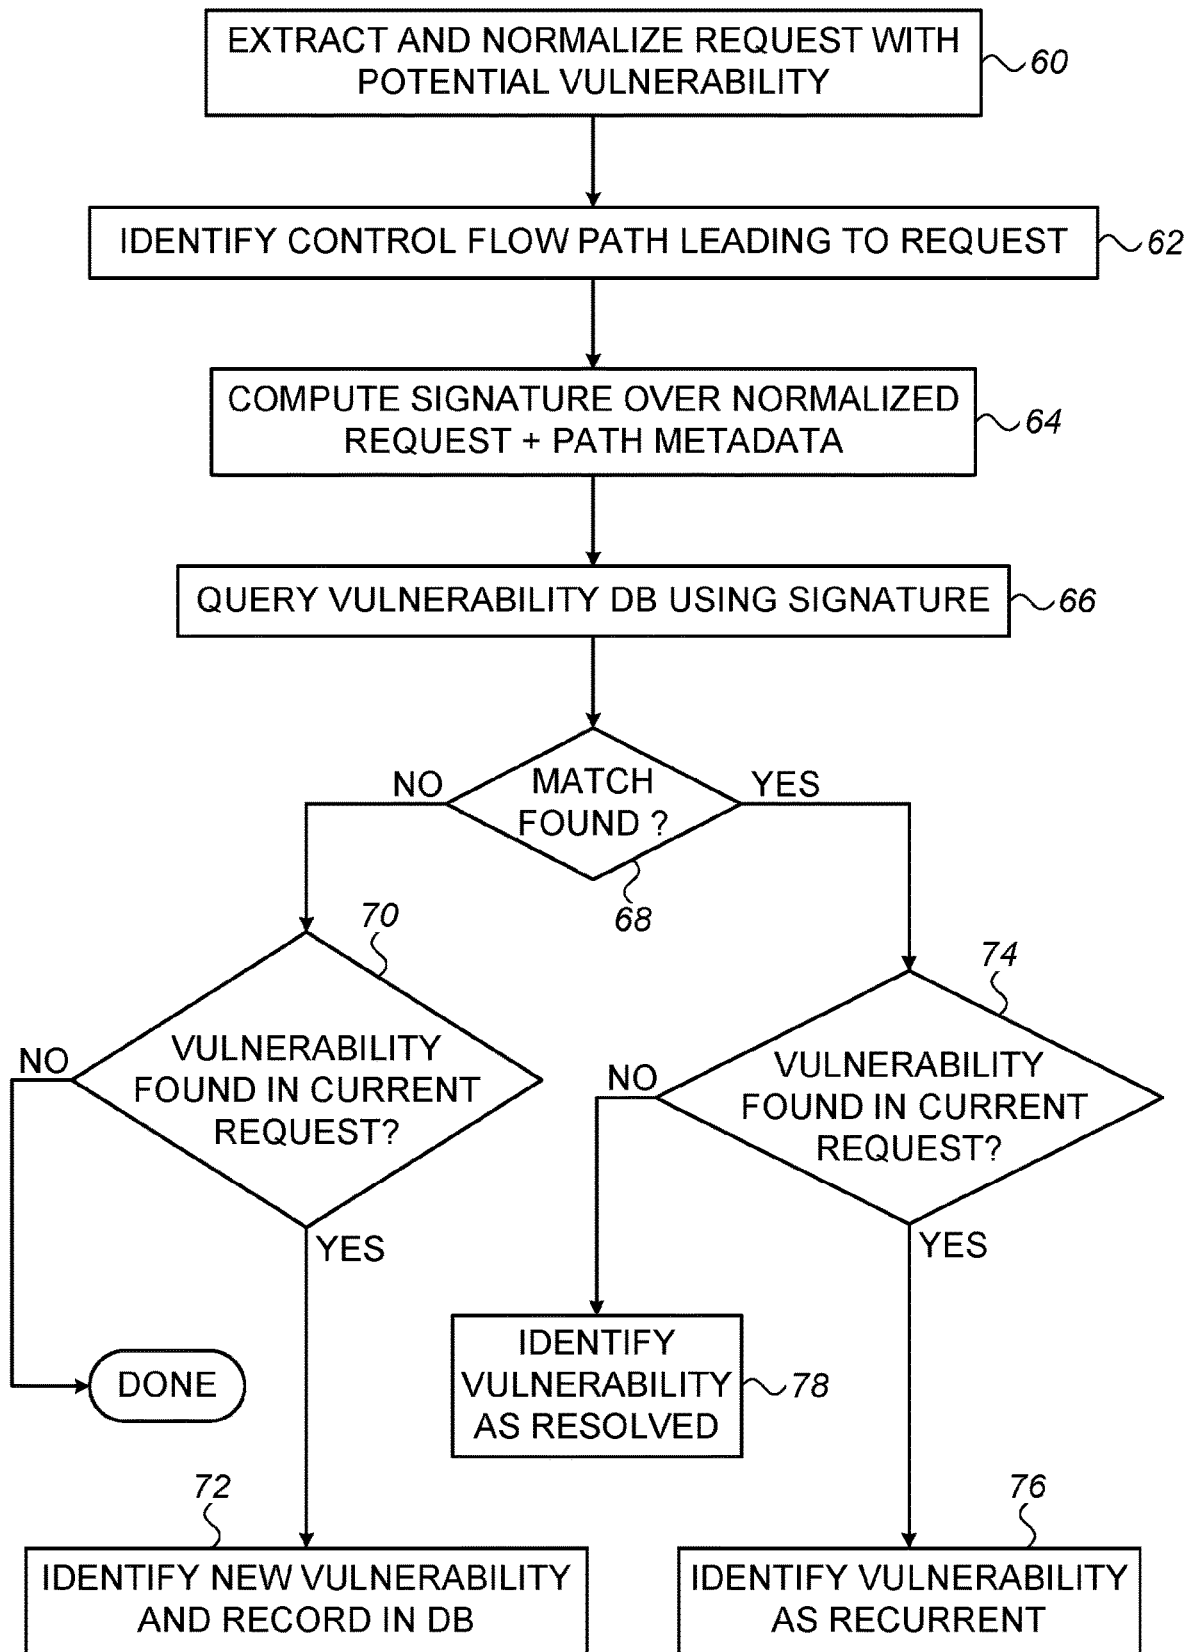 EXTRACT AND NORMALIZE REQUEST WITH
POTENTIAL VULNERABILITY
60
IDENTIFY CONTROL FLOW PATH LEADING TO REQUEST
62
COMPUTE SIGNATURE OVER NORMALIZED
REQUEST + PATH METADATA
64
QUERY VULNERABILITY DB USING SIGNATURE
66
NO
MATCH
FOUND ?
YES
68
70
NO
VULNERABILITY
FOUND IN CURRENT
REQUEST?
YES
74
NO
VULNERABILITY
FOUND IN CURRENT
REQUEST?
YES
DONE
IDENTIFY
VULNERABILITY
AS RESOLVED
78
72
IDENTIFY NEW VULNERABILITY
AND RECORD IN DB
76
IDENTIFY VULNERABILITY
AS RECURRENT